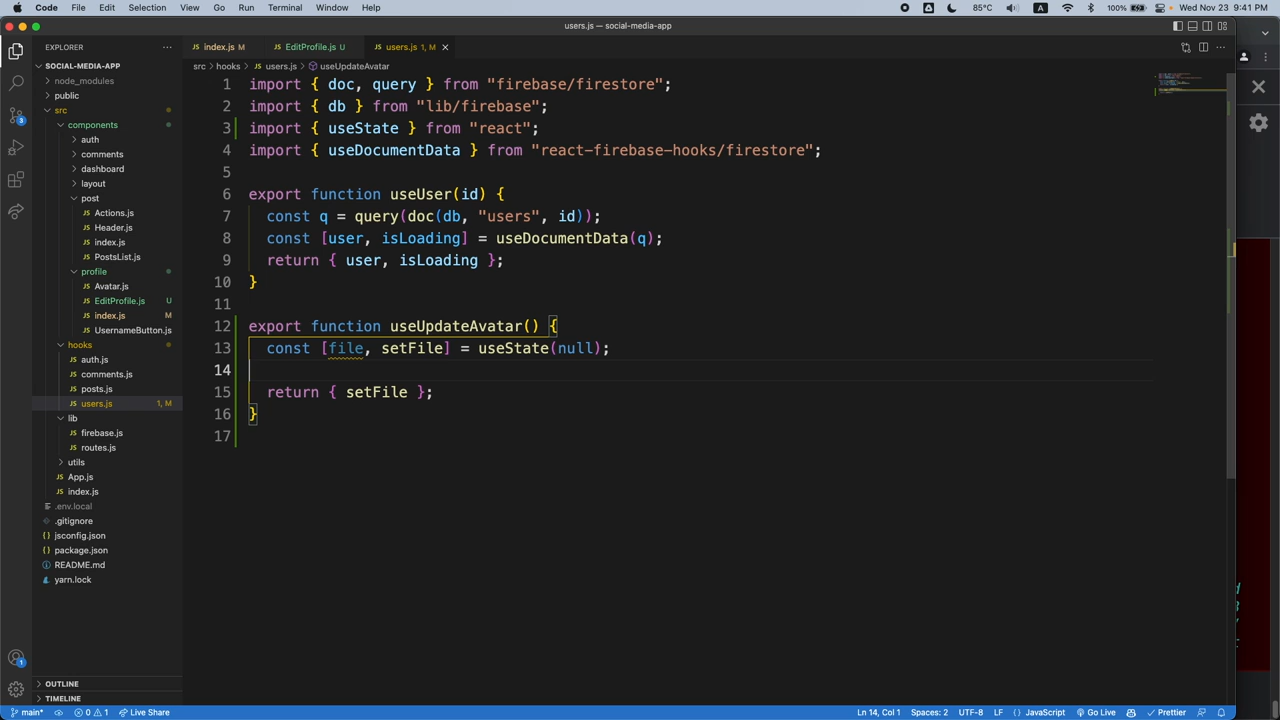 Code File Edit Selection View Go Run Terminal Window Help 85°C A 100% Wed Nov 23 9:41 PM
users.js — social-media-app
EXPLORER
index.js M EditProfile.js U users.js 1, M
src > hooks > users.js > useUpdateAvatar
SOCIAL-MEDIA-APP
node_modules
public
src
components
auth
comments
dashboard
layout
post
Actions.js
Header.js
index.js
PostsList.js
profile
Avatar.js
EditProfile.js U
index.js M
UsernameButton.js
hooks
auth.js
comments.js
posts.js
users.js 1, M
lib
firebase.js
routes.js
utils
App.js
index.js
.env.local
.gitignore
jsconfig.json
package.json
README.md
yarn.lock
OUTLINE
TIMELINE
1 import { doc, query } from "firebase/firestore";
2 import { db } from "lib/firebase";
3 import { useState } from "react";
4 import { useDocumentData } from "react-firebase-hooks/firestore";
5
6 export function useUser(id) {
7 const q = query(doc(db, "users", id));
8 const [user, isLoading] = useDocumentData(q);
9 return { user, isLoading };
10 }
11
12 export function useUpdateAvatar() {
13 const [file, setFile] = useState(null);
14
15 return { setFile };
16 }
17
main* 0 1 Live Share Ln 14, Col 1 Spaces: 2 UTF-8 LF { } JavaScript Go Live Prettier